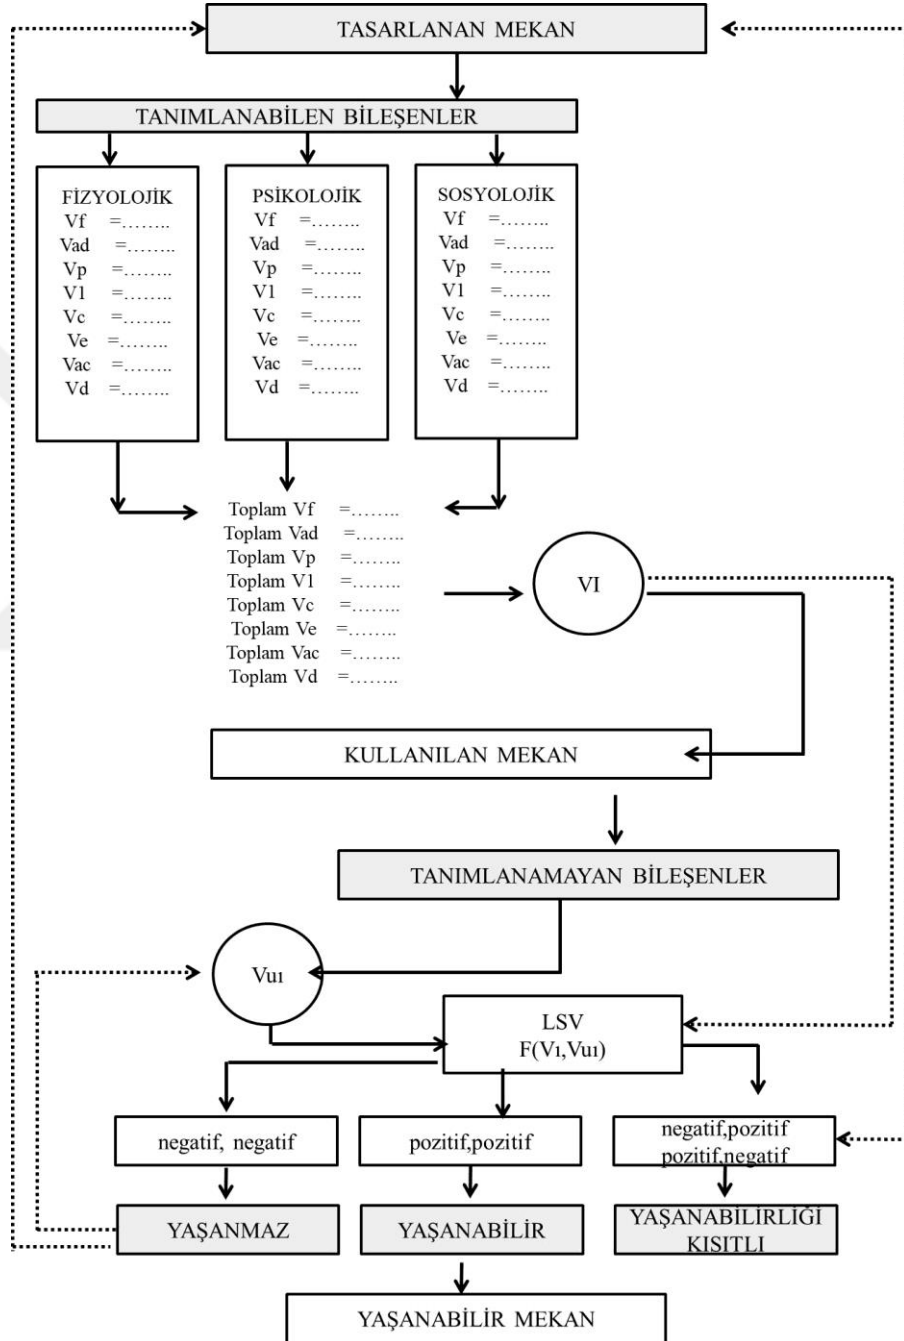 TASARLANAN MEKAN
TANIMLANABİLEN BİLEŞENLER
FİZYOLOJİK
Vf =……..
Vad =……..
Vp =……..
V1 =……..
Vc =……..
Ve =……..
Vac =……..
Vd =……..
PSİKOLOJİK
Vf =……..
Vad =……..
Vp =……..
V1 =……..
Vc =……..
Ve =……..
Vac =……..
Vd =……..
SOSYOLOJİK
Vf =……..
Vad =……..
Vp =……..
V1 =……..
Vc =……..
Ve =……..
Vac =……..
Vd =……..
Toplam Vf =……..
Toplam Vad =……..
Toplam Vp =……..
Toplam V1 =……..
Toplam Vc =……..
Toplam Ve =……..
Toplam Vac =……..
Toplam Vd =……..
VI
KULLANILAN MEKAN
TANIMLANAMAYAN BİLEŞENLER
Vuı
LSV
F(Vı,Vuı)
negatif, negatif
pozitif,pozitif
negatif,pozitif
pozitif,negatif
YAŞANMAZ
YAŞANABİLİR
YAŞANABİLİRLİĞİ
KISITLI
YAŞANABİLİR MEKAN